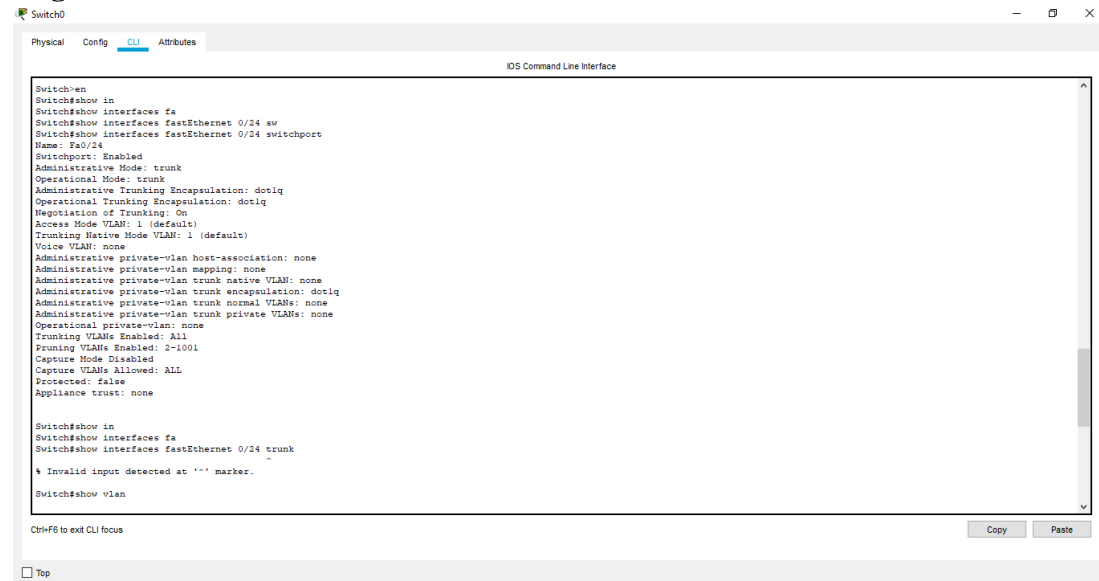 Switch0
Physical Config CLI Attributes
IOS Command Line Interface
Switch>en
Switch#show in
Switch#show interfaces fa
Switch#show interfaces fastEthernet 0/24 sw
Switch#show interfaces fastEthernet 0/24 switchport
Name: Fa0/24
Switchport: Enabled
Administrative Mode: trunk
Operational Mode: trunk
Administrative Trunking Encapsulation: dot1q
Operational Trunking Encapsulation: dot1q
Negotiation of Trunking: On
Access Mode VLAN: 1 (default)
Trunking Native Mode VLAN: 1 (default)
Voice VLAN: none
Administrative private-vlan host-association: none
Administrative private-vlan mapping: none
Administrative private-vlan trunk native VLAN: none
Administrative private-vlan trunk encapsulation: dot1q
Administrative private-vlan trunk normal VLANs: none
Administrative private-vlan trunk private VLANs: none
Operational private-vlan: none
Trunking VLANs Enabled: All
Pruning VLANs Enabled: 2-1001
Capture Mode Disabled
Capture VLANs Allowed: ALL
Protected: false
Appliance trust: none
Switch#show in
Switch#show interfaces fa
Switch#show interfaces fastEthernet 0/24 trunk
^
% Invalid input detected at '^' marker.
Switch#show vlan
Ctrl+F6 to exit CLI focus
Copy Paste
Top